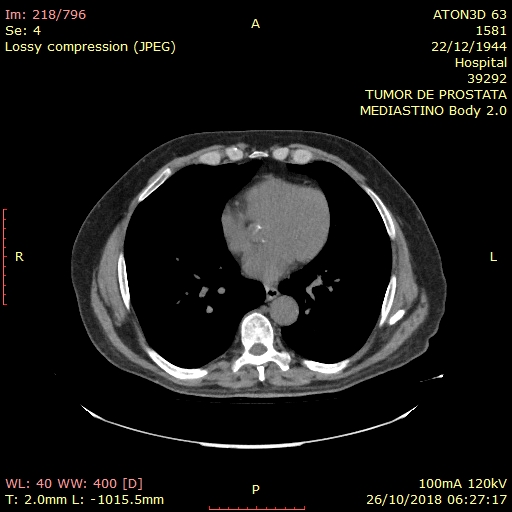 Im: 218/796
Se: 4
Lossy compression (JPEG)
A
ATON3D 63
1581
22/12/1944
Hospital
39292
TUMOR DE PROSTATA
MEDIASTINO Body 2.0
R
L
WL: 40 WW: 400 [D]
T: 2.0mm L: -1015.5mm
P
100mA 120kV
26/10/2018 06:27:17